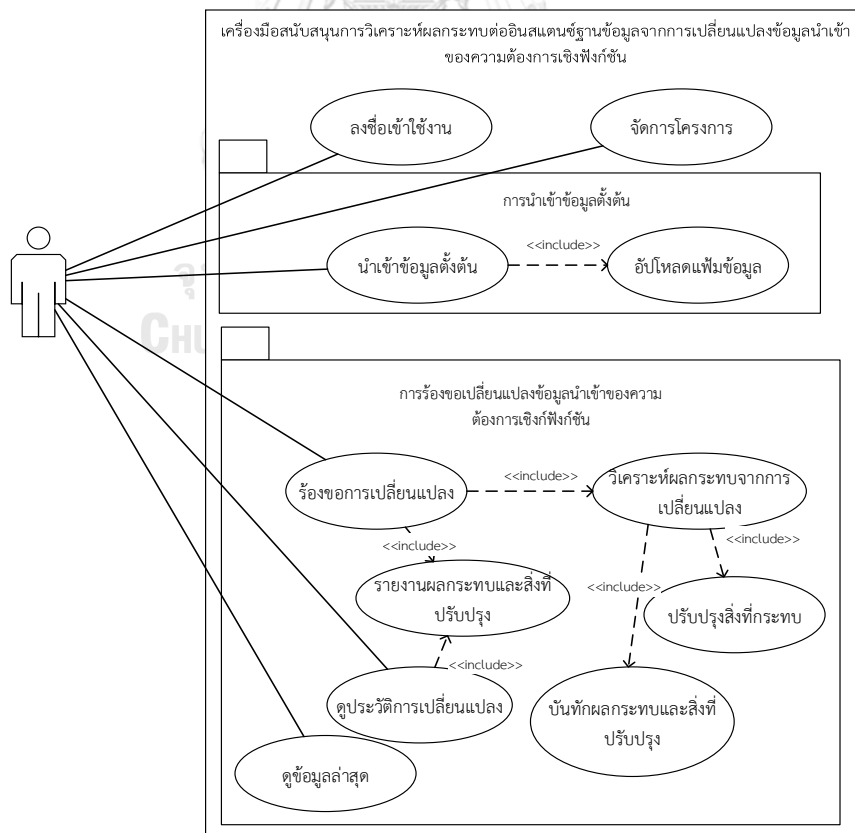 เครื่องมือสนับสนุนการวิเคราะห์ผลกระทบต่ออินสแตนซ์ฐานข้อมูลจากการเปลี่ยนแปลงข้อมูลนำเข้า
ของความต้องการเชิงฟังก์ชัน
ลงชื่อเข้าใช้งาน
จัดการโครงการ
การนำเข้าข้อมูลตั้งต้น
<<include>>
นำเข้าข้อมูลตั้งต้น
อัปโหลดแฟ้มข้อมูล
การร้องขอเปลี่ยนแปลงข้อมูลนำเข้าของความ
ต้องการเชิงก์ฟังก์ชัน
ร้องขอการเปลี่ยนแปลง
<<include>>
วิเคราะห์ผลกระทบจากการ
เปลี่ยนแปลง
<<include>>
<<include>>
<<include>>
รายงานผลกระทบและสิ่งที่
ปรับปรุง
ปรับปรุงสิ่งที่กระทบ
<<include>>
ดูประวัติการเปลี่ยนแปลง
บันทึกผลกระทบและสิ่งที่
ปรับปรุง
ดูข้อมูลล่าสุด